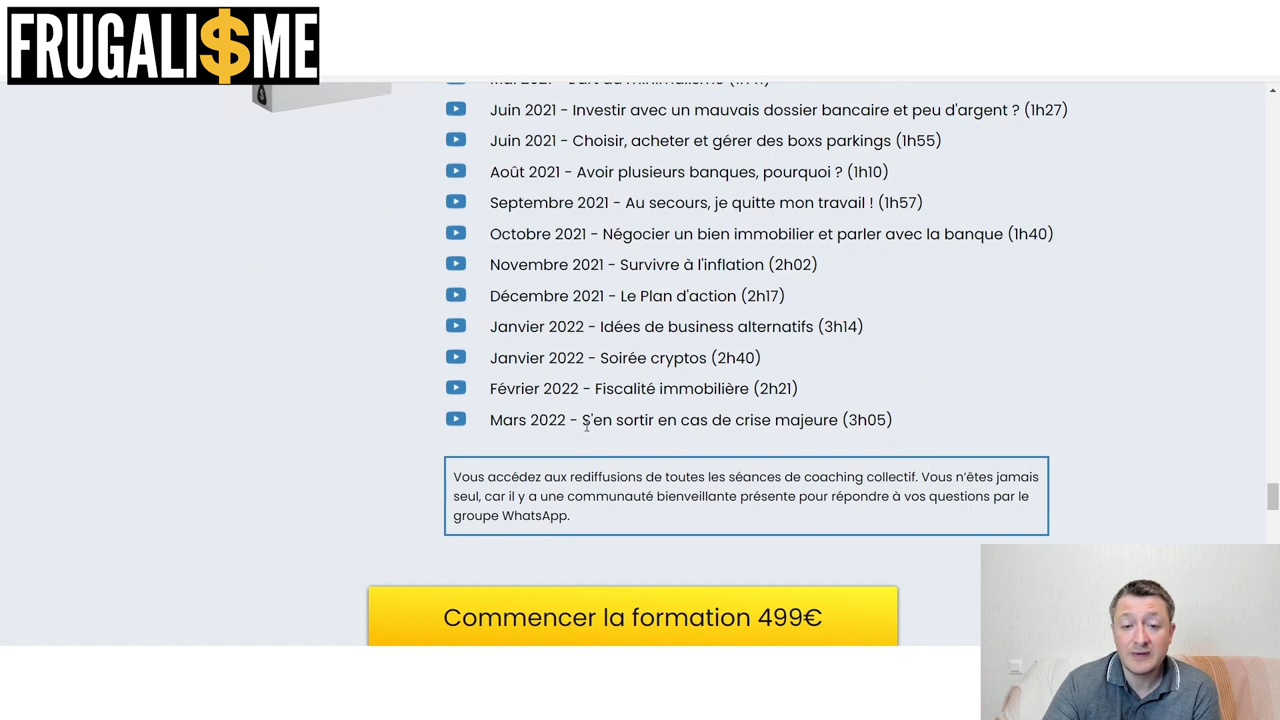 FRUGALI$ME
Juin 2021 - Investir avec un mauvais dossier bancaire et peu d'argent ? (1h27)
Juin 2021 - Choisir, acheter et gérer des boxs parkings (1h55)
Août 2021 - Avoir plusieurs banques, pourquoi ? (1h10)
Septembre 2021 - Au secours, je quitte mon travail ! (1h57)
Octobre 2021 - Négocier un bien immobilier et parler avec la banque (1h40)
Novembre 2021 - Survivre à l'inflation (2h02)
Décembre 2021 - Le Plan d'action (2h17)
Janvier 2022 - Idées de business alternatifs (3h14)
Janvier 2022 - Soirée cryptos (2h40)
Février 2022 - Fiscalité immobilière (2h21)
Mars 2022 - S'en sortir en cas de crise majeure (3h05)
Vous accédez aux rediffusions de toutes les séances de coaching collectif. Vous n'êtes jamais
seul, car il y a une communauté bienveillante présente pour répondre à vos questions par le
groupe WhatsApp.
Commencer la formation 499€